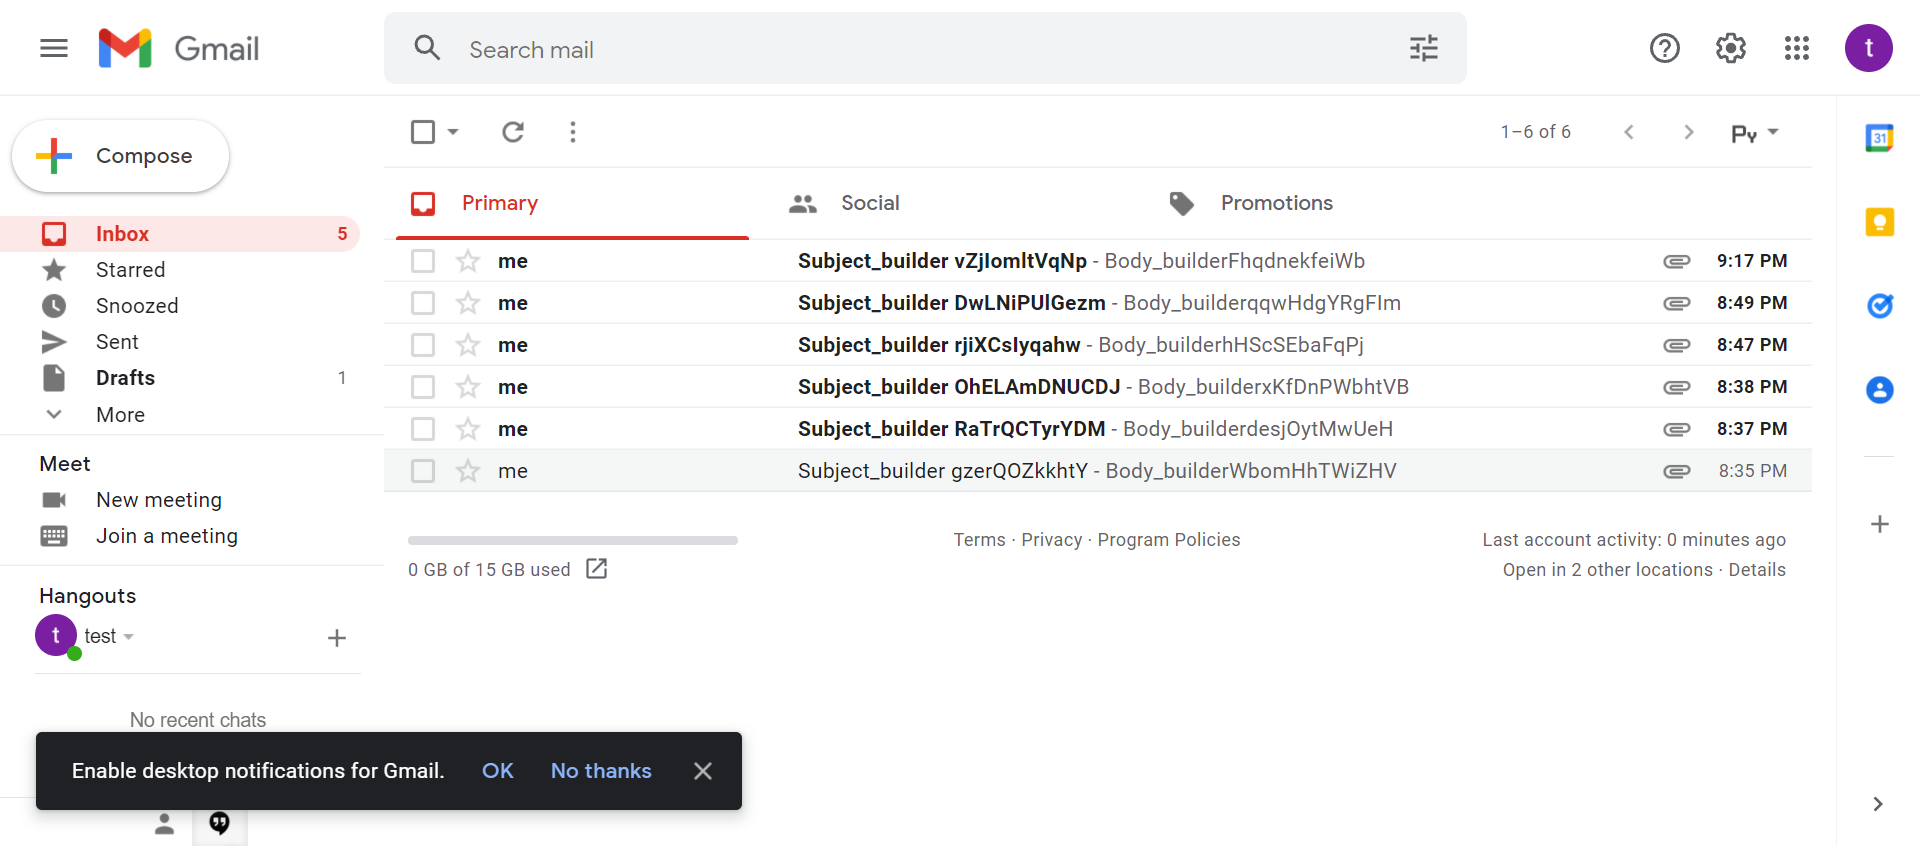 Gmail
Search mail
t
Compose
1–6 of 6
Py
31
Primary
Social
Promotions
Inbox 5
Starred
Snoozed
Sent
Drafts 1
More
me Subject_builder vZjIomltVqNp - Body_builderFhqdnekfeiWb 9:17 PM
me Subject_builder DwLNiPUlGezm - Body_builderqqwHdgYRgFIm 8:49 PM
me Subject_builder rjiXCsIyqahw - Body_builderhHScSEbaFqPj 8:47 PM
me Subject_builder OhELAmDNUCDJ - Body_builderxKfDnPWbhtVB 8:38 PM
me Subject_builder RaTrQCTyrYDM - Body_builderdesjOytMwUeH 8:37 PM
me Subject_builder gzerQOZkkhtY - Body_builderWbomHhTWiZHV 8:35 PM
Meet
New meeting
Join a meeting
Hangouts
t test
No recent chats
0 GB of 15 GB used
Terms · Privacy · Program Policies
Last account activity: 0 minutes ago
Open in 2 other locations · Details
Enable desktop notifications for Gmail. OK No thanks